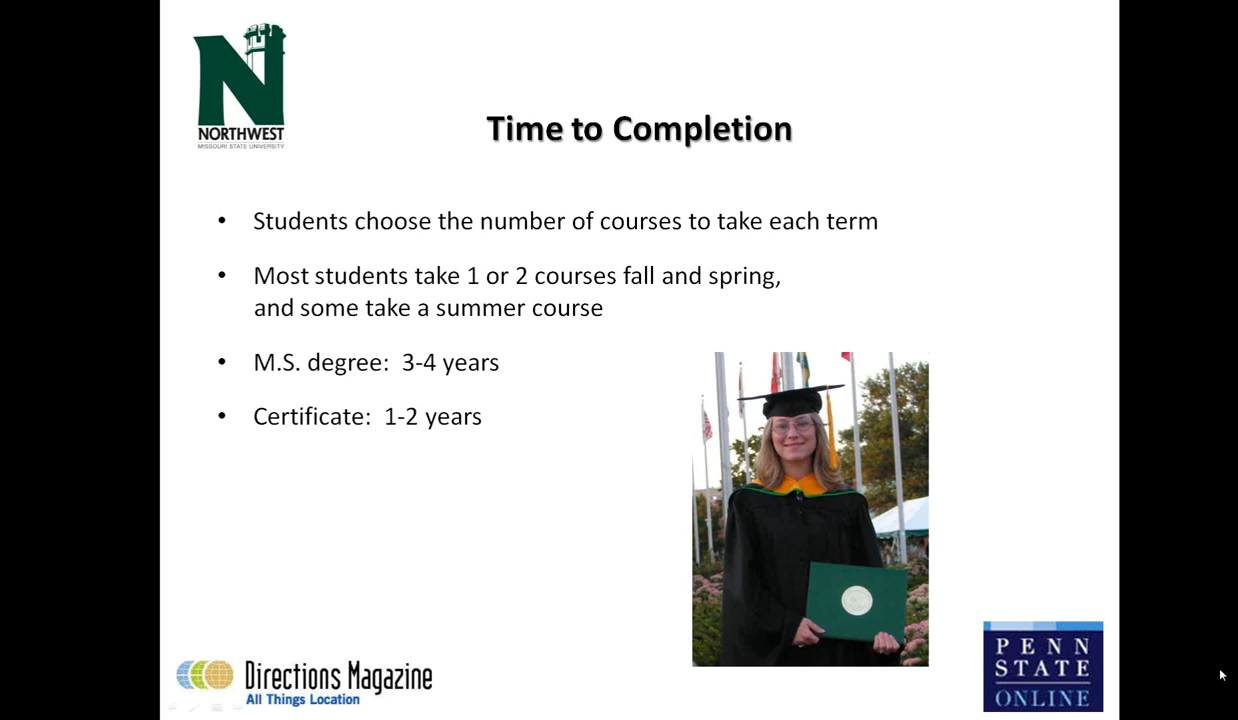 NORTHWEST
MISSOURI STATE UNIVERSITY
Time to Completion
• Students choose the number of courses to take each term
• Most students take 1 or 2 courses fall and spring,
and some take a summer course
• M.S. degree: 3-4 years
• Certificate: 1-2 years
Directions Magazine
All Things Location
PENN
STATE
ONLINE